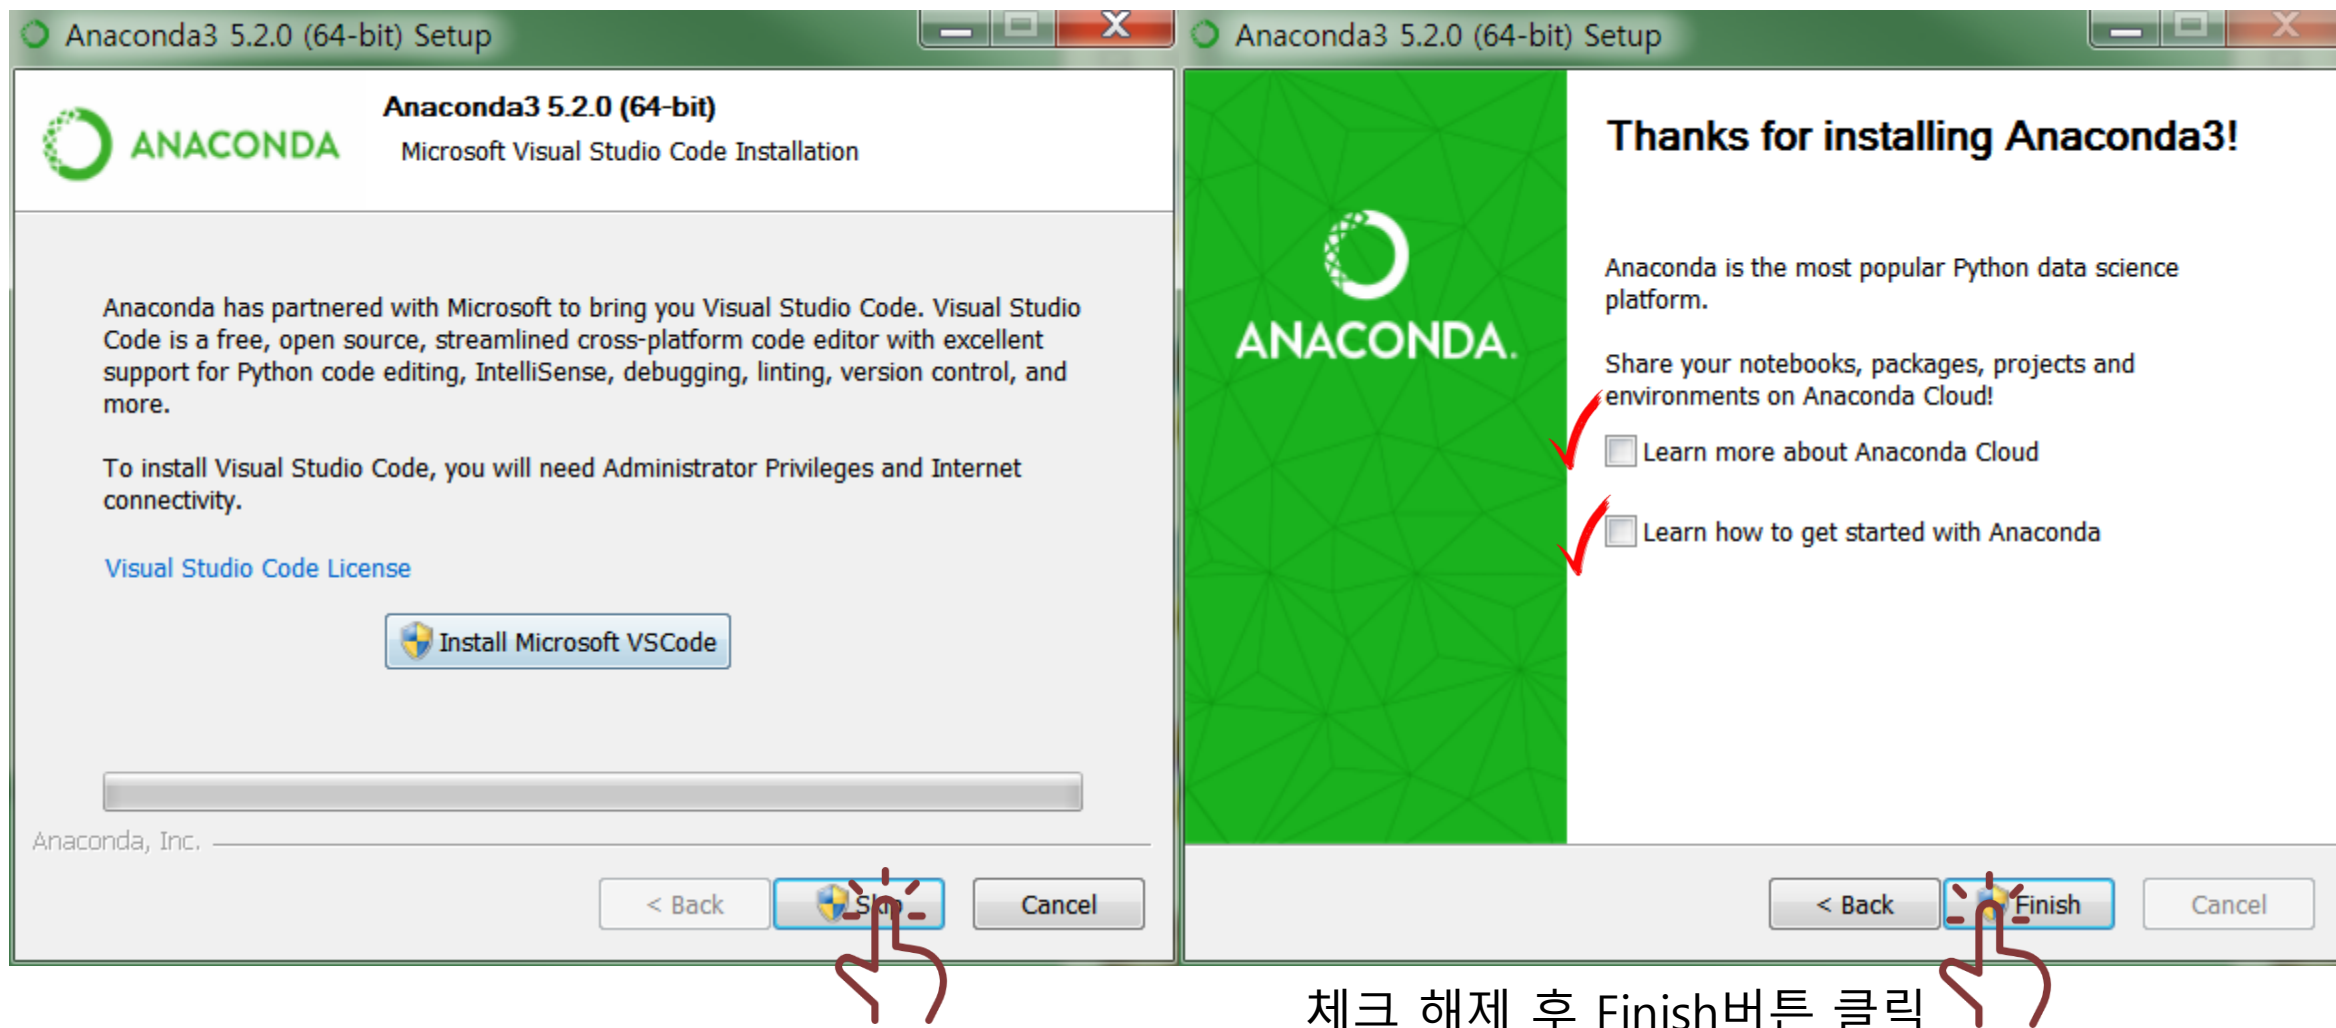 Anaconda3 5.2.0 (64-bit) Setup
ANACONDA
Anaconda3 5.2.0 (64-bit)
Microsoft Visual Studio Code Installation
Anaconda has partnered with Microsoft to bring you Visual Studio Code. Visual Studio
Code is a free, open source, streamlined cross-platform code editor with excellent
support for Python code editing, IntelliSense, debugging, linting, version control, and
more.
To install Visual Studio Code, you will need Administrator Privileges and Internet
connectivity.
Visual Studio Code License
Install Microsoft VSCode
Anaconda, Inc.
< Back
Skip
Cancel
Anaconda3 5.2.0 (64-bit) Setup
ANACONDA.
Thanks for installing Anaconda3!
Anaconda is the most popular Python data science
platform.
Share your notebooks, packages, projects and
environments on Anaconda Cloud!
Learn more about Anaconda Cloud
Learn how to get started with Anaconda
< Back
Finish
Cancel
체크 해제 후 Finish버튼 클릭